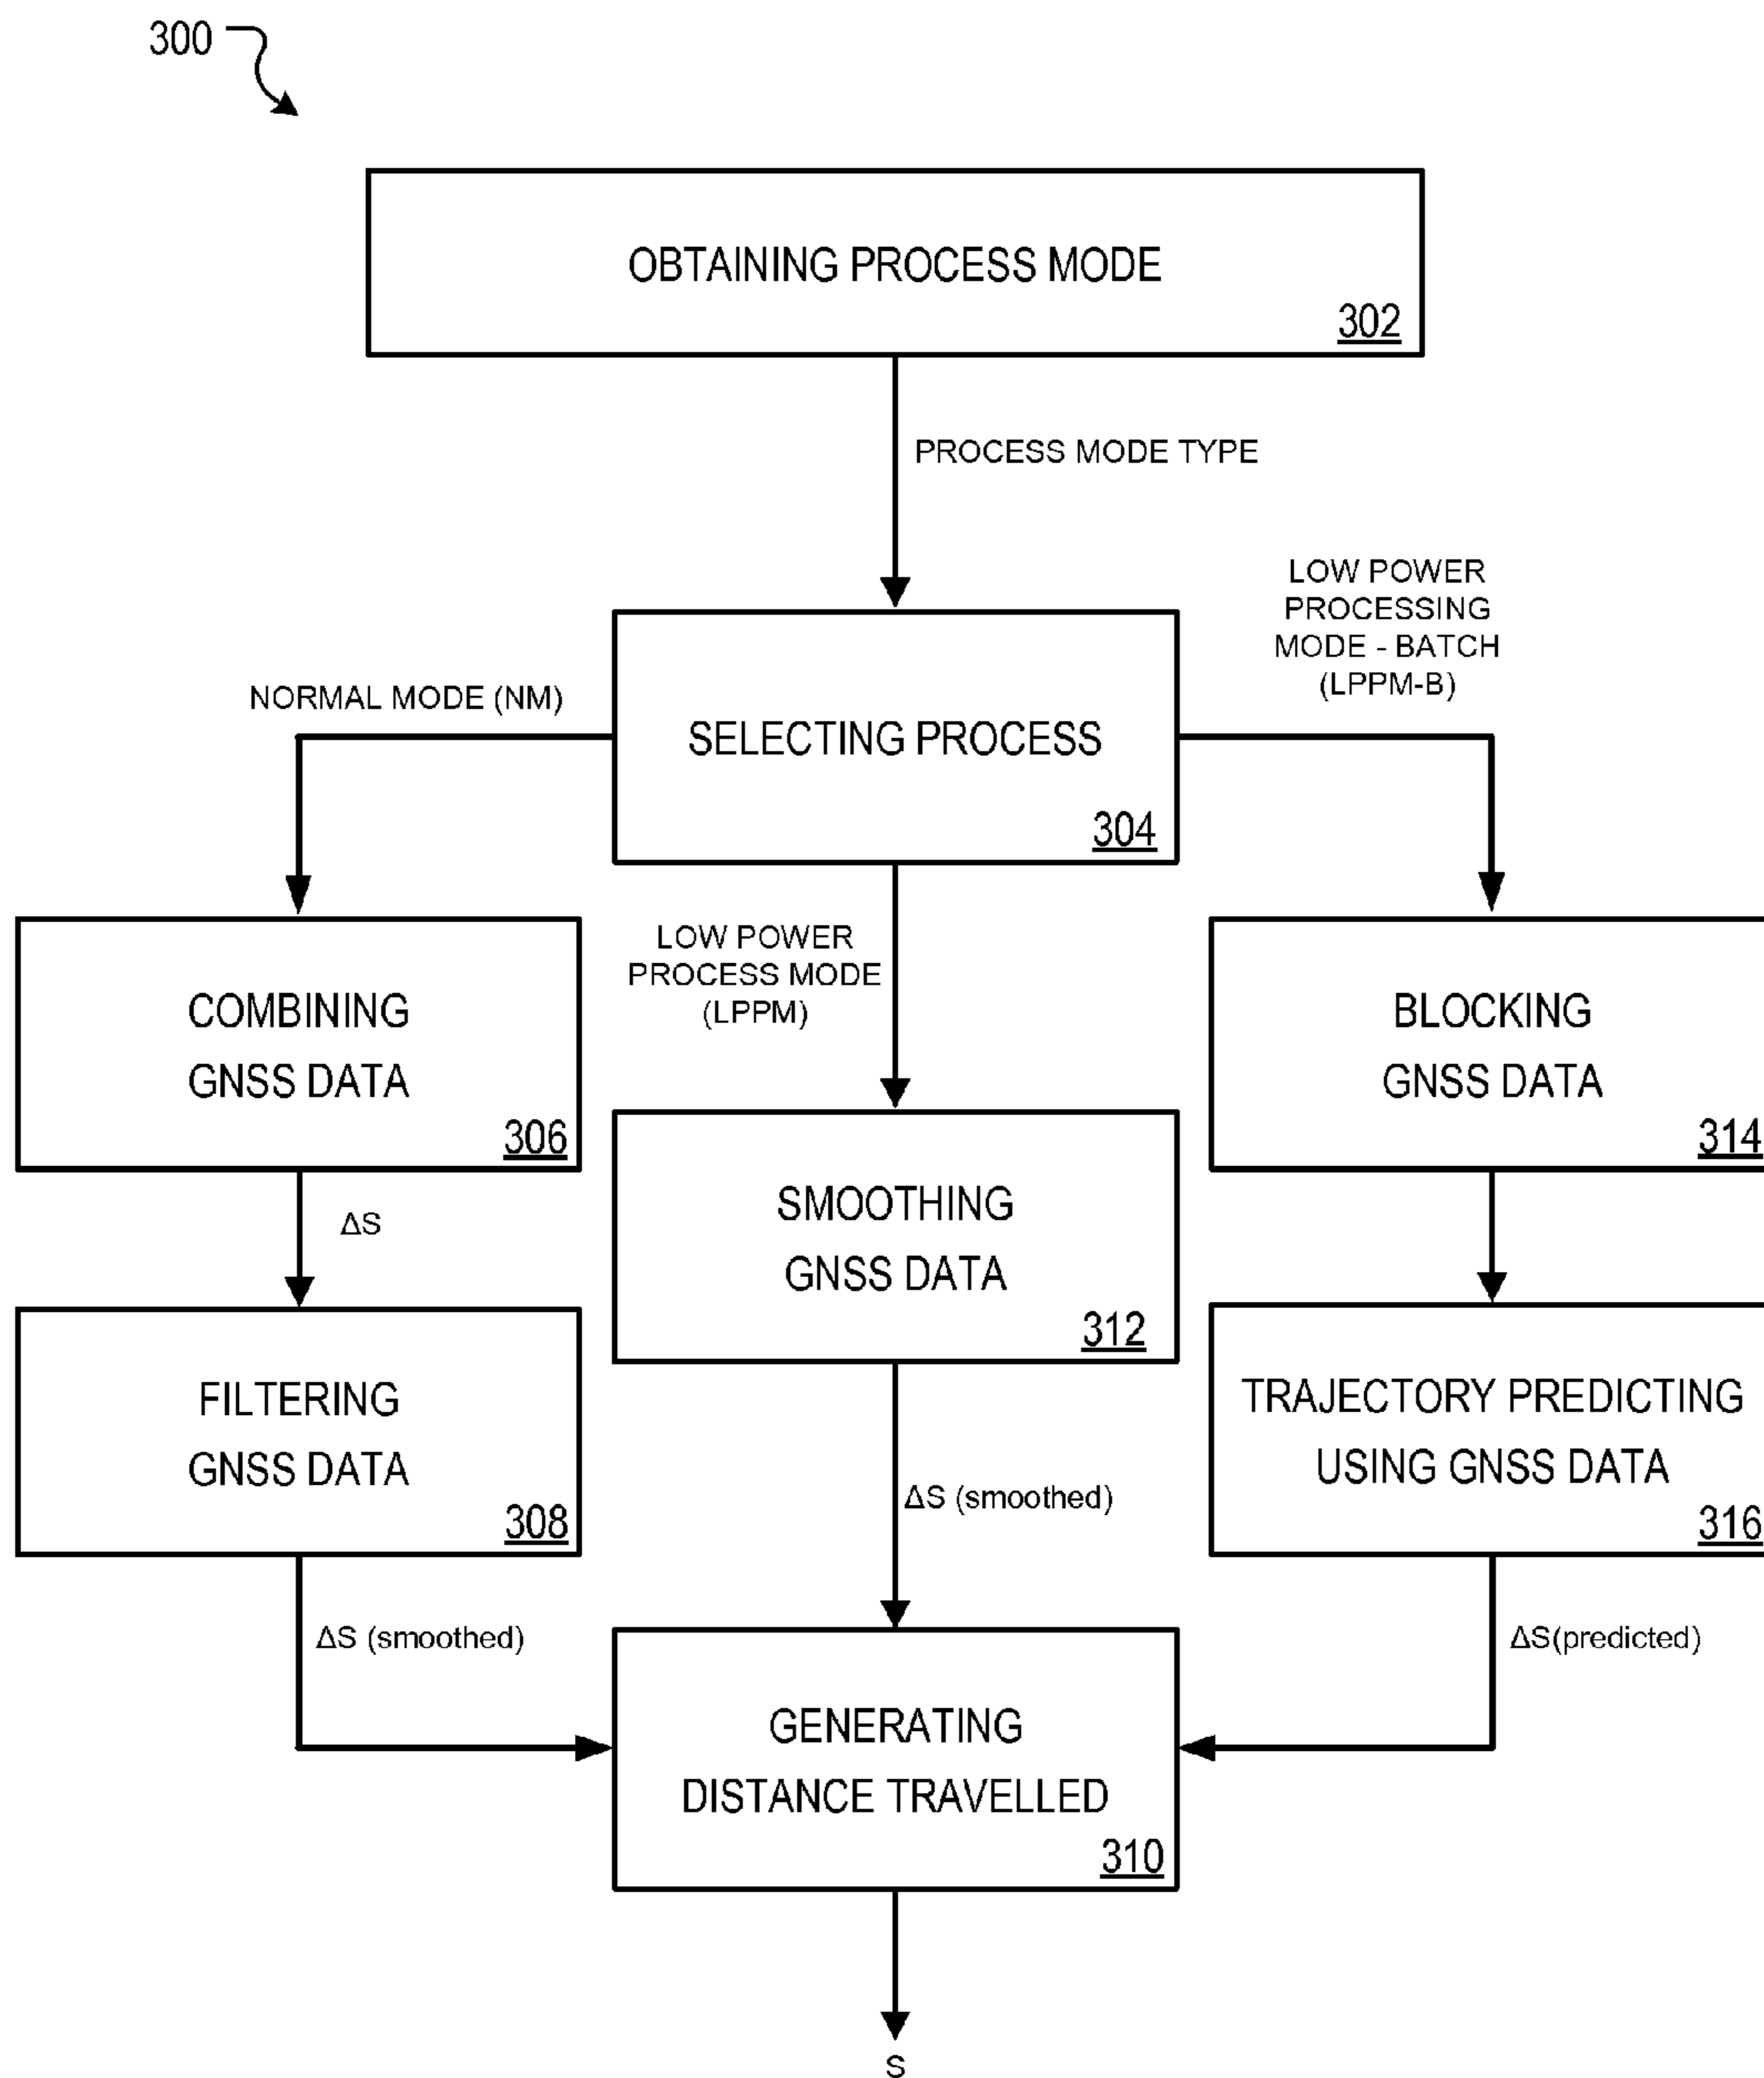 300
OBTAINING PROCESS MODE
302
PROCESS MODE TYPE
LOW POWER
PROCESSING
MODE - BATCH
(LPPM-B)
NORMAL MODE (NM)
SELECTING PROCESS
304
COMBINING
GNSS DATA
306
LOW POWER
PROCESS MODE
(LPPM)
BLOCKING
GNSS DATA
314
ΔS
SMOOTHING
GNSS DATA
312
FILTERING
GNSS DATA
308
TRAJECTORY PREDICTING
USING GNSS DATA
316
ΔS (smoothed)
ΔS (smoothed)
ΔS(predicted)
GENERATING
DISTANCE TRAVELLED
310
S